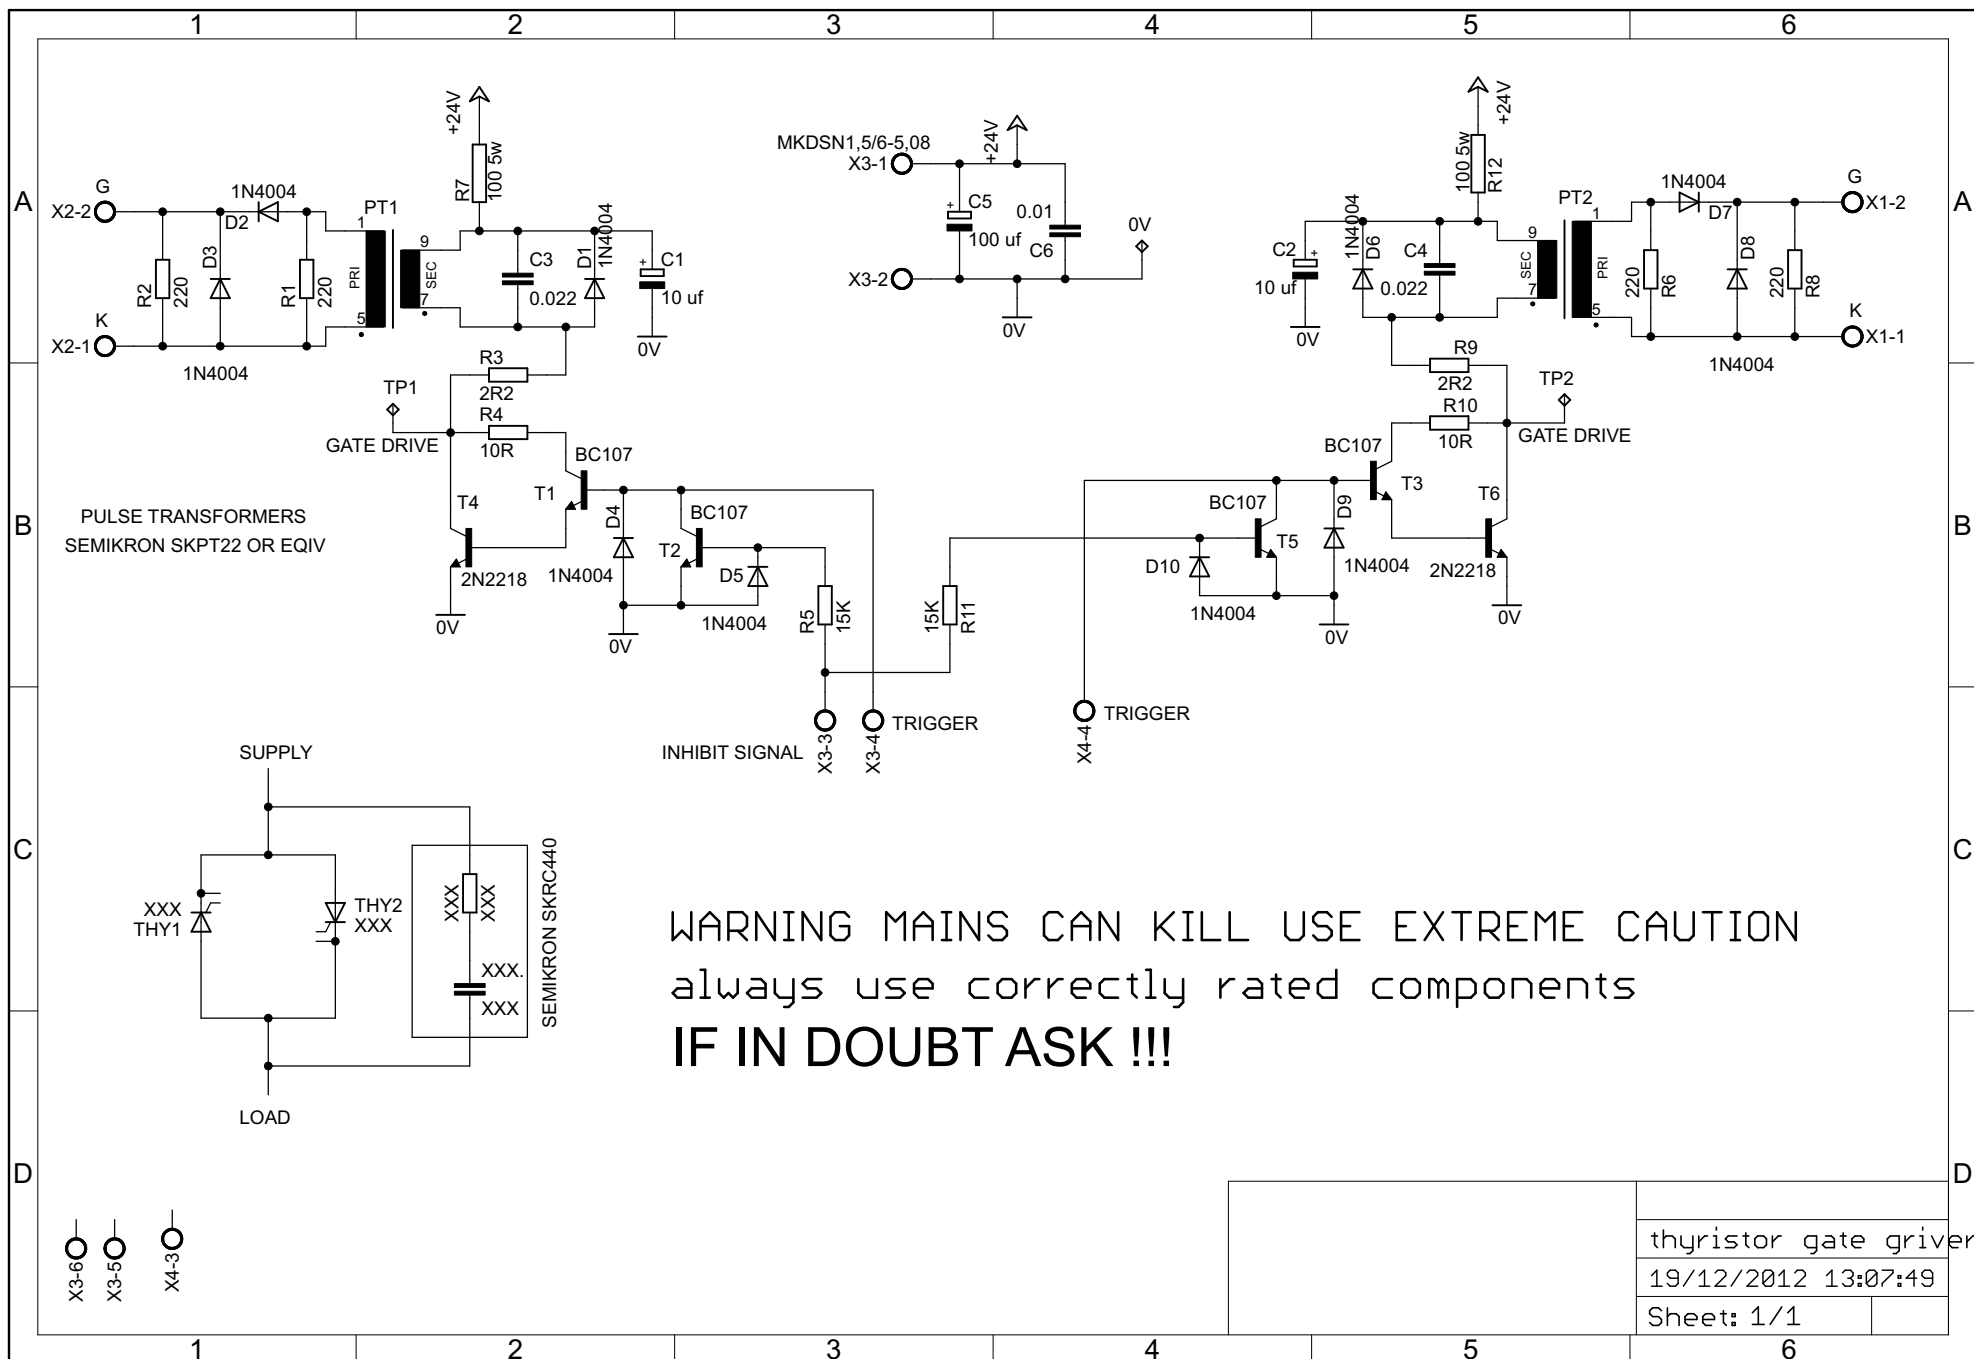 1 2 3 4 5 6
A
A
B
B
C
C
D
D
+24V
R7
100 5w
G
X2-2
1N4004
D2
D3
R2
220
R1
220
K
X2-1
1N4004
PT1
1
5
PRI
9
7
SEC
C3
0.022
D1
1N4004
+
C1
10 uf
0V
R3
2R2
R4
10R
TP1
GATE DRIVE
BC107
T1
T4
2N2218
0V
D4
1N4004
0V
BC107
T2
D5
1N4004
R5
15K
15K
R11
MKDSN1,5/6-5,08
X3-1
+24V
+
C5
100 uf
0.01
C6
0V
X3-2
0V
+24V
100 5w
R12
C2
+
10 uf
0V
1N4004
D6
C4
0.022
PT2
9
7
SEC
1
5
PRI
1N4004
D7
220
R6
D8
220
R8
G
X1-2
K
X1-1
1N4004
R9
2R2
R10
10R
TP2
GATE DRIVE
BC107
T3
T6
2N2218
0V
BC107
T5
D9
1N4004
D10
1N4004
0V
PULSE TRANSFORMERS
SEMIKRON SKPT22 OR EQIV
INHIBIT SIGNAL
X3-3
X3-4
TRIGGER
X4-4
TRIGGER
SUPPLY
XXX
THY1
THY2
XXX
XXX
XXX
XXX.
XXX
SEMIKRON SKRC440
LOAD
WARNING MAINS CAN KILL USE EXTREME CAUTION
always use correctly rated components
IF IN DOUBT ASK !!!
X3-6
X3-5
X4-3
thyristor gate griver
19/12/2012 13:07:49
Sheet: 1/1
1 2 3 4 5 6